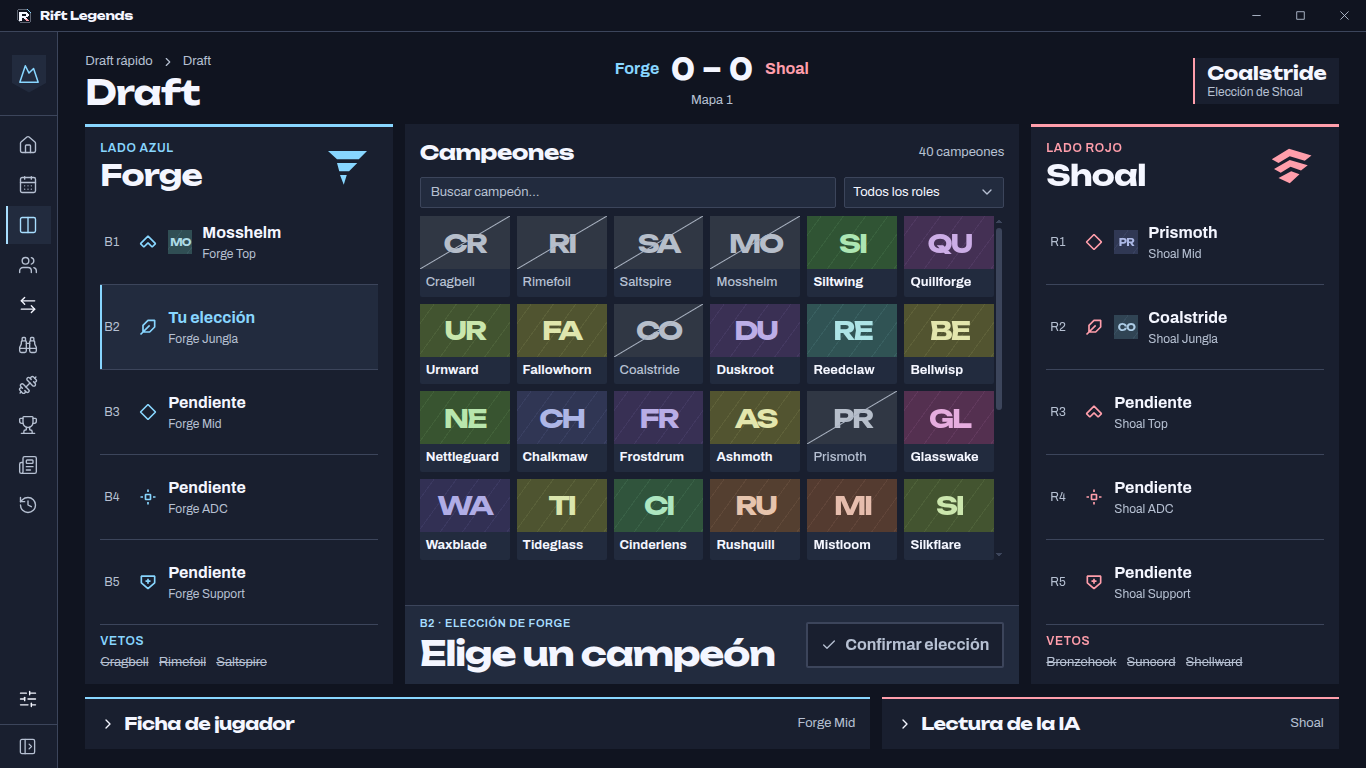 Rift Legends
Draft rápido > Draft
Draft
Forge 0 – 0 Shoal
Mapa 1
Coalstride
Elección de Shoal
LADO AZUL
Forge
B1 MO Mosshelm
Forge Top
B2 Tu elección
Forge Jungla
B3 Pendiente
Forge Mid
B4 Pendiente
Forge ADC
B5 Pendiente
Forge Support
VETOS
Cragbell Rimefoil Saltspire
Campeones
40 campeones
Buscar campeón...
Todos los roles
CR RI SA MO SI QU
Cragbell Rimefoil Saltspire Mosshelm Siltwing Quillforge
UR FA CO DU RE BE
Urnward Fallowhorn Coalstride Duskroot Reedclaw Bellwisp
NE CH FR AS PR GL
Nettleguard Chalkmaw Frostdrum Ashmoth Prismoth Glasswake
WA TI CI RU MI SI
Waxblade Tideglass Cinderlens Rushquill Mistloom Silkflare
B2 · ELECCIÓN DE FORGE
Elige un campeón
Confirmar elección
LADO ROJO
Shoal
R1 PR Prismoth
Shoal Mid
R2 CO Coalstride
Shoal Jungla
R3 Pendiente
Shoal Top
R4 Pendiente
Shoal ADC
R5 Pendiente
Shoal Support
VETOS
Bronzehook Suncord Shellward
Ficha de jugador
Forge Mid
Lectura de la IA
Shoal